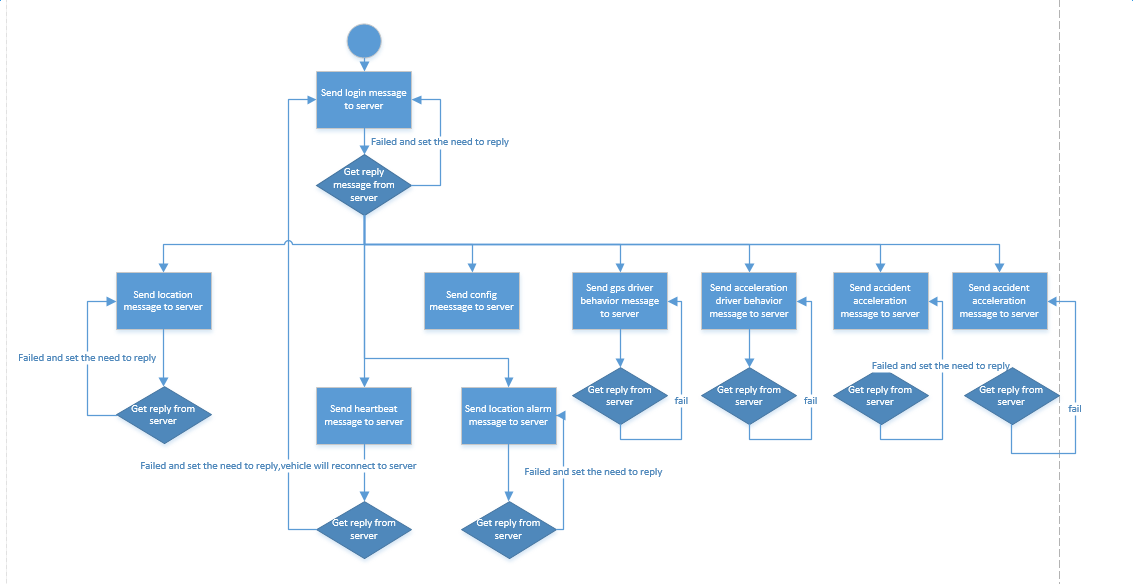 Send login message
to server
Failed and set the need to reply
Get reply
message from
server
Send location
message to server
Send config
meessage to server
Send gps driver
behavior message
to server
Send acceleration
driver behavior
message to server
Send accident
acceleration
message to server
Send accident
acceleration
message to server
Failed and set the need to reply
Get reply from
server
Send heartbeat
message to server
Send location alarm
message to server
Get reply from
server
fail
Get reply from
server
fail
Failed and set the need to reply
Get reply from
server
Get reply from
server
fail
Failed and set the need to reply,vehicle will reconnect to server
Failed and set the need to reply
Get reply from
server
Get reply from
server